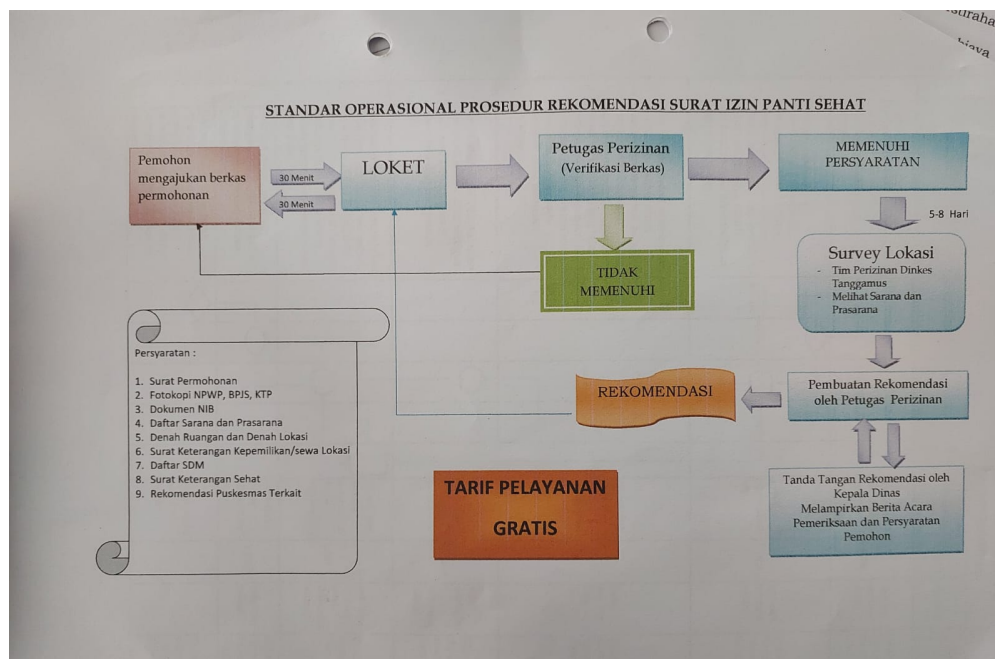 STANDAR OPERASIONAL PROSEDUR REKOMENDASI SURAT IZIN PANTI SEHAT
Pemohon
mengajukan berkas
permohonan
30 Menit
30 Menit
LOKET
Petugas Perizinan
(Verifikasi Berkas)
MEMENUHI
PERSYARATAN
5-8 Hari
TIDAK
MEMENUHI
Survey Lokasi
- Tim Perizinan Dinkes
Tanggamus
- Melihat Sarana dan
Prasarana
Persyaratan :
1. Surat Permohonan
2. Fotokopi NPWP, BPJS, KTP
3. Dokumen NIB
4. Daftar Sarana dan Prasarana
5. Denah Ruangan dan Denah Lokasi
6. Surat Keterangan Kepemilikan/sewa Lokasi
7. Daftar SDM
8. Surat Keterangan Sehat
9. Rekomendasi Puskesmas Terkait
REKOMENDASI
Pembuatan Rekomendasi
oleh Petugas Perizinan
TARIF PELAYANAN
GRATIS
Tanda Tangan Rekomendasi oleh
Kepala Dinas
Melampirkan Berita Acara
Pemeriksaan dan Persyaratan
Pemohon